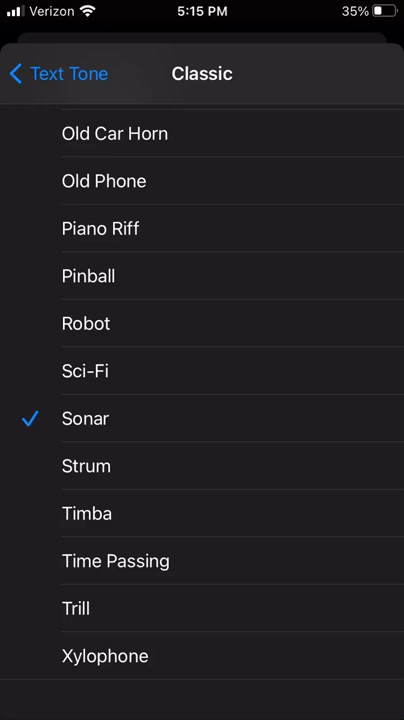 Verizon 5:15 PM 35%
Text Tone Classic
Old Car Horn
Old Phone
Piano Riff
Pinball
Robot
Sci-Fi
Sonar
Strum
Timba
Time Passing
Trill
Xylophone